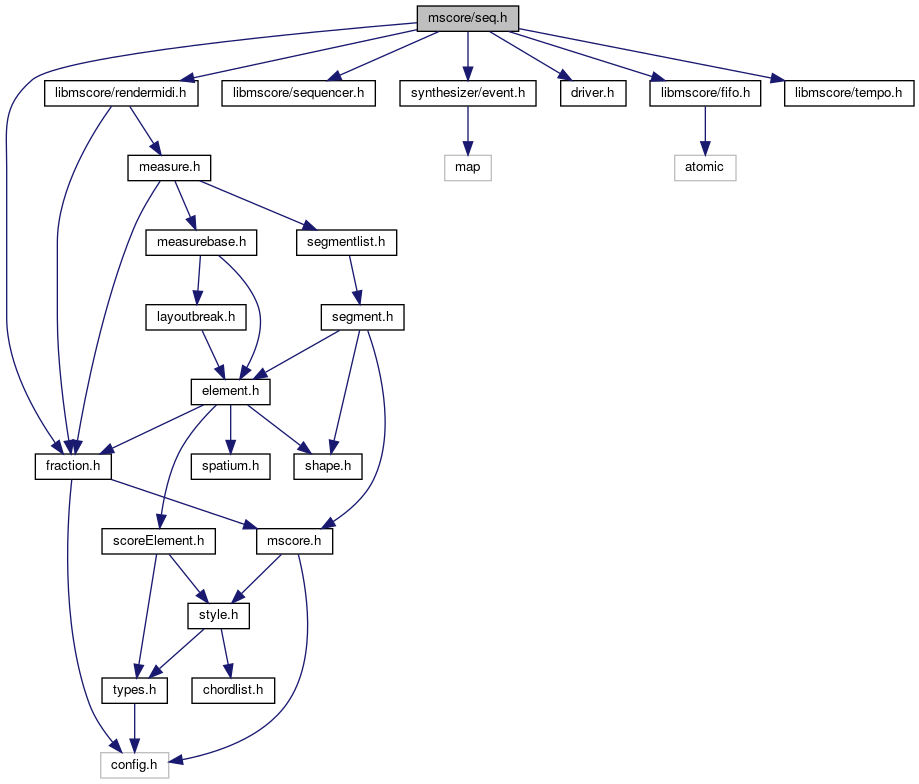 mscore/seq.h
libmscore/rendermidi.h
libmscore/sequencer.h
synthesizer/event.h
driver.h
libmscore/fifo.h
libmscore/tempo.h
measure.h
map
atomic
measurebase.h
segmentlist.h
layoutbreak.h
segment.h
element.h
fraction.h
spatium.h
shape.h
scoreElement.h
mscore.h
style.h
types.h
chordlist.h
config.h